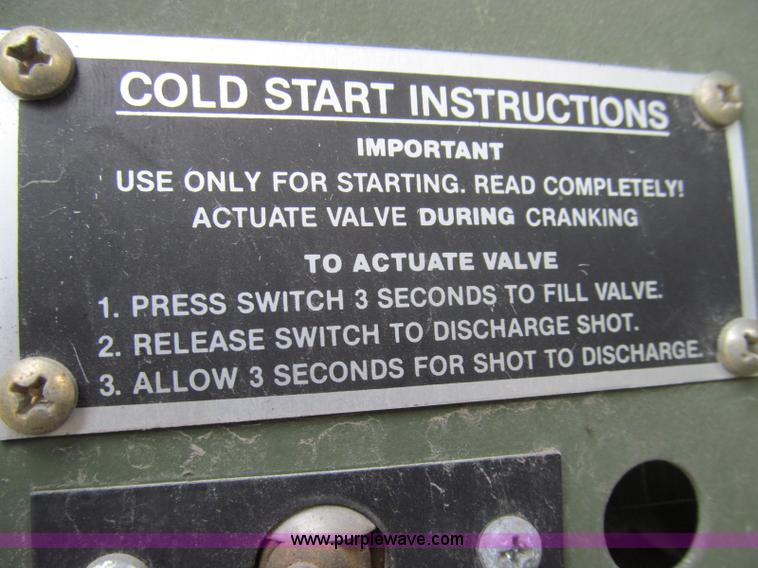 COLD START INSTRUCTIONS
IMPORTANT
USE ONLY FOR STARTING. READ COMPLETELY!
ACTUATE VALVE DURING CRANKING
TO ACTUATE VALVE
1. PRESS SWITCH 3 SECONDS TO FILL VALVE.
2. RELEASE SWITCH TO DISCHARGE SHOT.
3. ALLOW 3 SECONDS FOR SHOT TO DISCHARGE.
www.purplewave.com